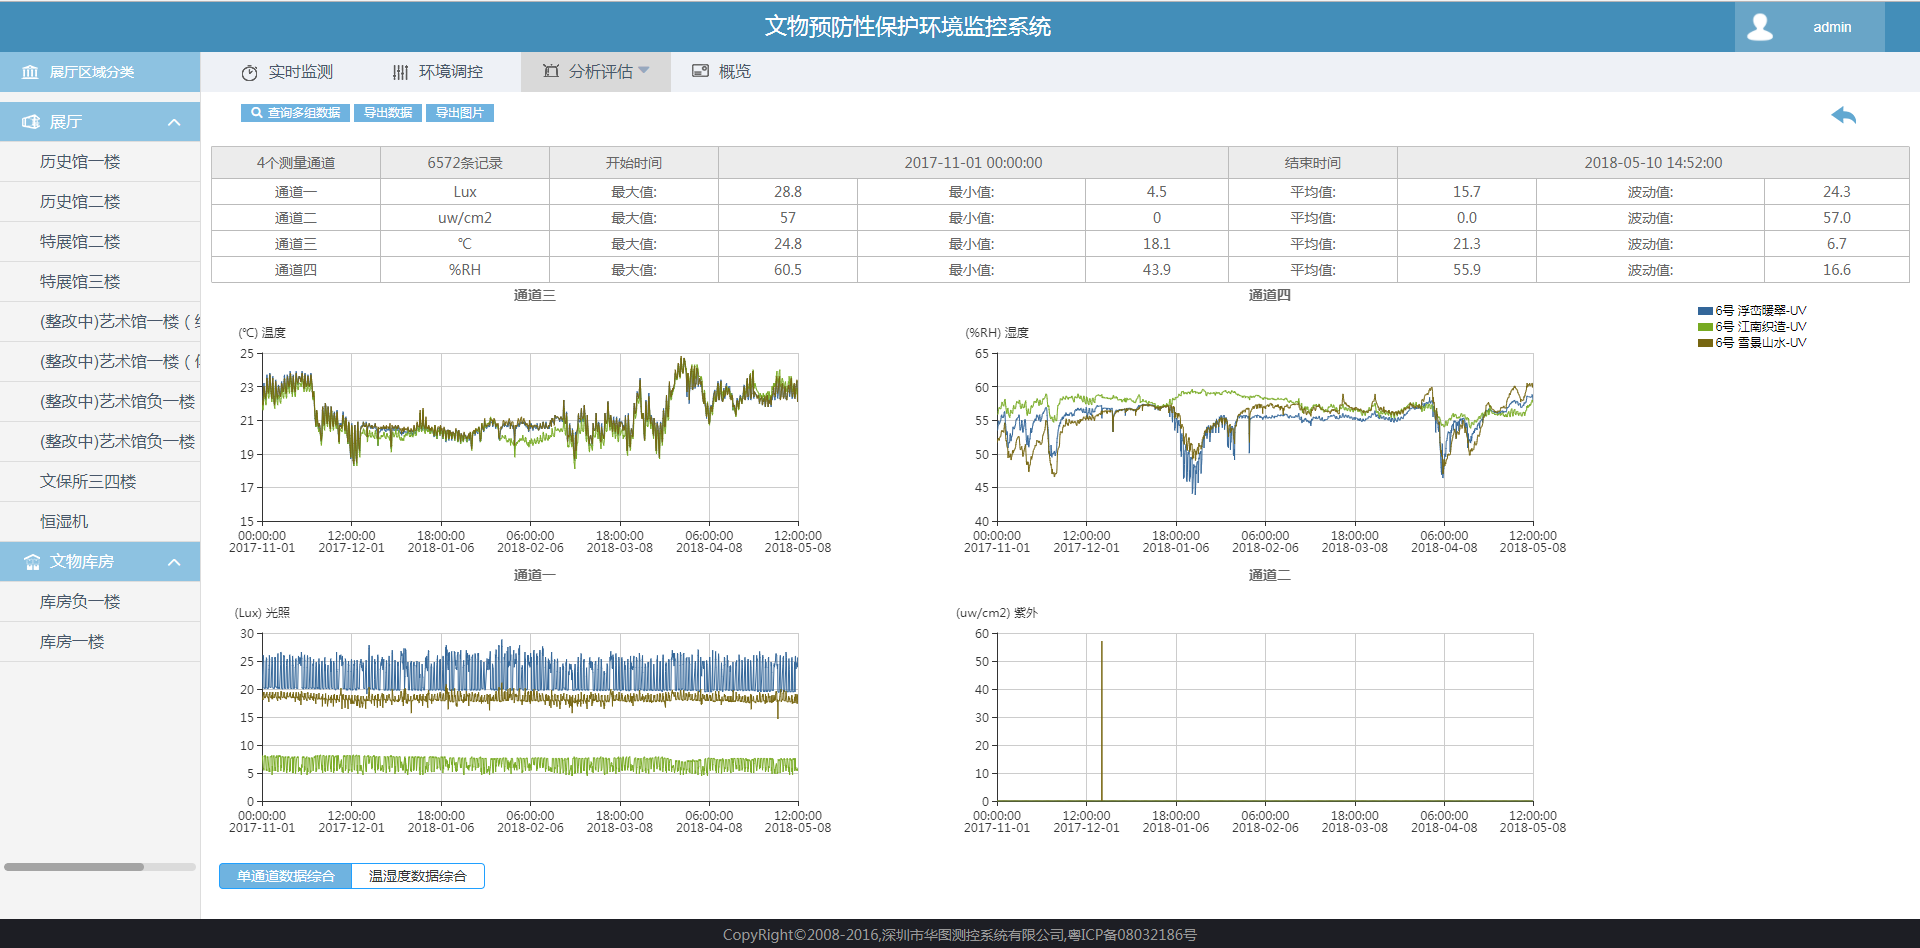 文物预防性保护环境监控系统
admin
展厅区域分类
实时监测
环境调控
分析评估
概览
查询多组数据
导出数据
导出图片
展厅
历史馆一楼
历史馆二楼
特展馆二楼
特展馆三楼
(整改中)艺术馆一楼（
(整改中)艺术馆一楼（
(整改中)艺术馆负一楼
(整改中)艺术馆负一楼
文保所三四楼
恒湿机
文物库房
库房负一楼
库房一楼
4个测量通道 6572条记录 开始时间 2017-11-01 00:00:00 结束时间 2018-05-10 14:52:00
通道一 Lux 最大值: 28.8 最小值: 4.5 平均值: 15.7 波动值: 24.3
通道二 uw/cm2 最大值: 57 最小值: 0 平均值: 0.0 波动值: 57.0
通道三 ℃ 最大值: 24.8 最小值: 18.1 平均值: 21.3 波动值: 6.7
通道四 %RH 最大值: 60.5 最小值: 43.9 平均值: 55.9 波动值: 16.6
通道三
(℃) 温度
25
23
21
19
17
15
00:00:00 12:00:00 18:00:00 06:00:00 18:00:00 06:00:00 12:00:00
2017-11-01 2017-12-01 2018-01-06 2018-02-06 2018-03-08 2018-04-08 2018-05-08
通道四
(%RH) 湿度
65
60
55
50
45
40
00:00:00 12:00:00 18:00:00 06:00:00 18:00:00 06:00:00 12:00:00
2017-11-01 2017-12-01 2018-01-06 2018-02-06 2018-03-08 2018-04-08 2018-05-08
6号 浮峦暖翠-UV
6号 江南织造-UV
6号 雪景山水-UV
通道一
(Lux) 光照
30
25
20
15
10
5
0
00:00:00 12:00:00 18:00:00 06:00:00 18:00:00 06:00:00 12:00:00
2017-11-01 2017-12-01 2018-01-06 2018-02-06 2018-03-08 2018-04-08 2018-05-08
通道二
(uw/cm2) 紫外
60
50
40
30
20
10
0
00:00:00 12:00:00 18:00:00 06:00:00 18:00:00 06:00:00 12:00:00
2017-11-01 2017-12-01 2018-01-06 2018-02-06 2018-03-08 2018-04-08 2018-05-08
单通道数据综合
温湿度数据综合
CopyRight©2008-2016,深圳市华图测控系统有限公司,粤ICP备08032186号